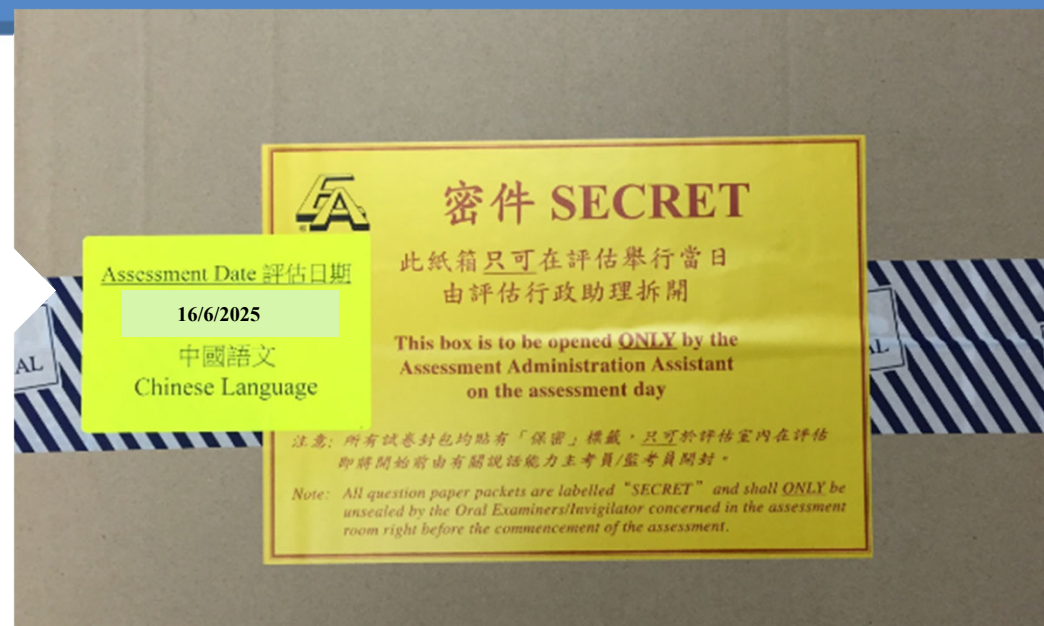 密件 SECRET
此紙箱只可在評估舉行當日
由評估行政助理拆開
This box is to be opened ONLY by the
Assessment Administration Assistant
on the assessment day
注意: 所有試卷封包均貼有「保密」標籤,只可於評估室內在評估
即將開始前由有關說話能力主考員/監考員開封。
Note: All question paper packets are labelled "SECRET" and shall ONLY be
unsealed by the Oral Examiners/Invigilator concerned in the assessment
room right before the commencement of the assessment.
Assessment Date 評估日期
16/6/2025
中國語文
Chinese Language